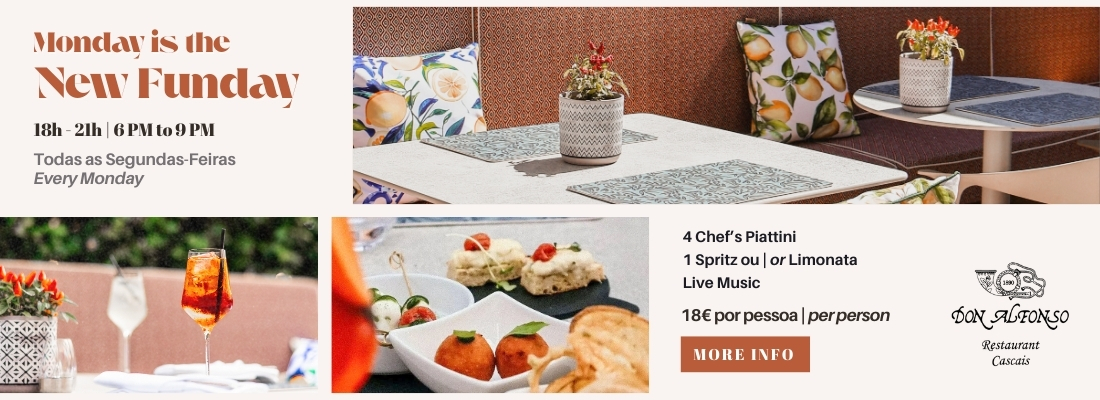 Monday is the
New Funday
18h - 21h | 6 PM to 9 PM
Todas as Segundas-Feiras
Every Monday
4 Chef's Piattini
1 Spritz ou | or Limonata
Live Music
18€ por pessoa | per person
MORE INFO
1890
DON ALFONSO
Restaurant
Cascais